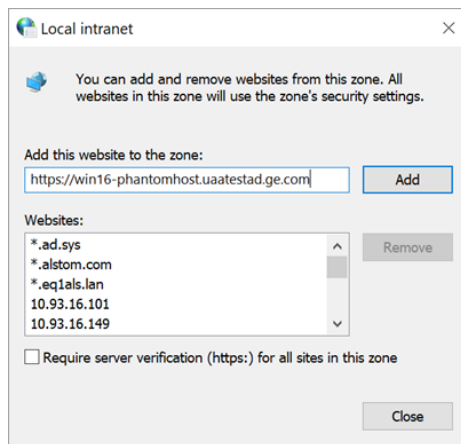 Local intranet
You can add and remove websites from this zone. All
websites in this zone will use the zone's security settings.
Add this website to the zone:
https://win16-phantomhost.uaatestad.ge.com
Add
Websites:
*.ad.sys
*.alstom.com
*.eq1als.lan
10.93.16.101
10.93.16.149
Remove
Require server verification (https:) for all sites in this zone
Close